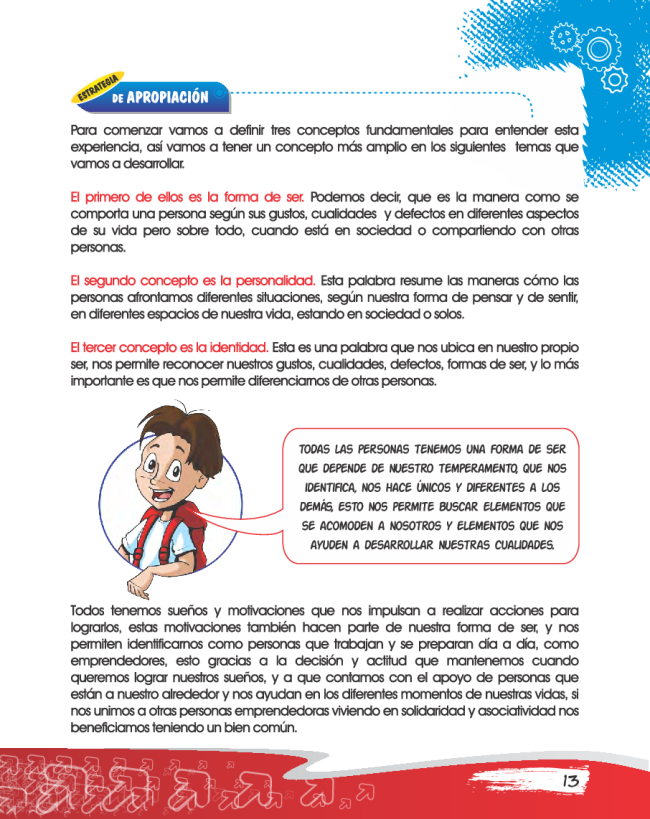 ESTRATEGIA
DE APROPIACIÓN
Para comenzar vamos a definir tres conceptos fundamentales para entender esta
experiencia, así vamos a tener un concepto más amplio en los siguientes temas que
vamos a desarrollar.
El primero de ellos es la forma de ser. Podemos decir, que es la manera como se
comporta una persona según sus gustos, cualidades y defectos en diferentes aspectos
de su vida pero sobre todo, cuando está en sociedad o compartiendo con otras
personas.
El segundo concepto es la personalidad. Esta palabra resume las maneras cómo las
personas afrontamos diferentes situaciones, según nuestra forma de pensar y de sentir,
en diferentes espacios de nuestra vida, estando en sociedad o solos.
El tercer concepto es la identidad. Esta es una palabra que nos ubica en nuestro propio
ser, nos permite reconocer nuestros gustos, cualidades, defectos, formas de ser, y lo más
importante es que nos permite diferenciarnos de otras personas.
TODAS LAS PERSONAS TENEMOS UNA FORMA DE SER
QUE DEPENDE DE NUESTRO TEMPERAMENTO, QUE NOS
IDENTIFICA, NOS HACE ÚNICOS Y DIFERENTES A LOS
DEMÁS, ESTO NOS PERMITE BUSCAR ELEMENTOS QUE
SE ACOMODEN A NOSOTROS Y ELEMENTOS QUE NOS
AYUDEN A DESARROLLAR NUESTRAS CUALIDADES.
Todos tenemos sueños y motivaciones que nos impulsan a realizar acciones para
lograrlos, estas motivaciones también hacen parte de nuestra forma de ser, y nos
permiten identificarnos como personas que trabajan y se preparan día a día, como
emprendedores, esto gracias a la decisión y actitud que mantenemos cuando
queremos lograr nuestros sueños, y a que contamos con el apoyo de personas que
están a nuestro alrededor y nos ayudan en los diferentes momentos de nuestras vidas, si
nos unimos a otras personas emprendedoras viviendo en solidaridad y asociatividad nos
beneficiamos teniendo un bien común.
13